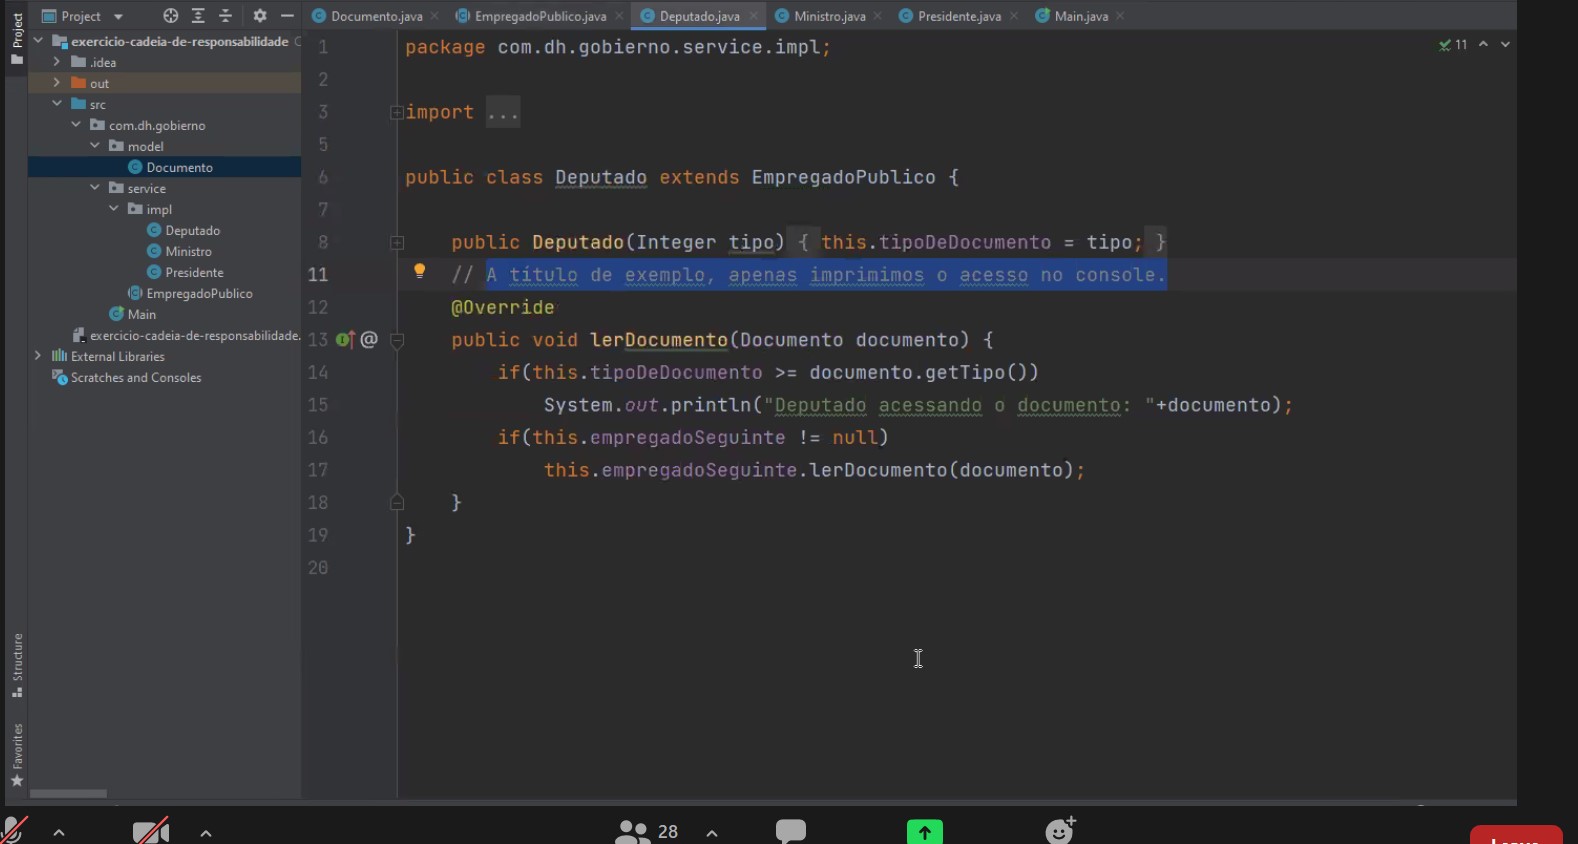 Project
Documento.java
EmpregadoPublico.java
Deputado.java
Ministro.java
Presidente.java
Main.java
Project
exercicio-cadeia-de-responsabilidade
.idea
out
src
com.dh.gobierno
model
Documento
service
impl
Deputado
Ministro
Presidente
EmpregadoPublico
Main
exercicio-cadeia-de-responsabilidade.
External Libraries
Scratches and Consoles
Structure
Favorites
11
1 package com.dh.gobierno.service.impl;
2
3 import ...
5
6 public class Deputado extends EmpregadoPublico {
7
8 public Deputado(Integer tipo) { this.tipoDeDocumento = tipo; }
11 // A título de exemplo, apenas imprimimos o acesso no console.
12 @Override
13 public void lerDocumento(Documento documento) {
14 if(this.tipoDeDocumento >= documento.getTipo())
15 System.out.println("Deputado acessando o documento: "+documento);
16 if(this.empregadoSeguinte != null)
17 this.empregadoSeguinte.lerDocumento(documento);
18 }
19 }
20
28